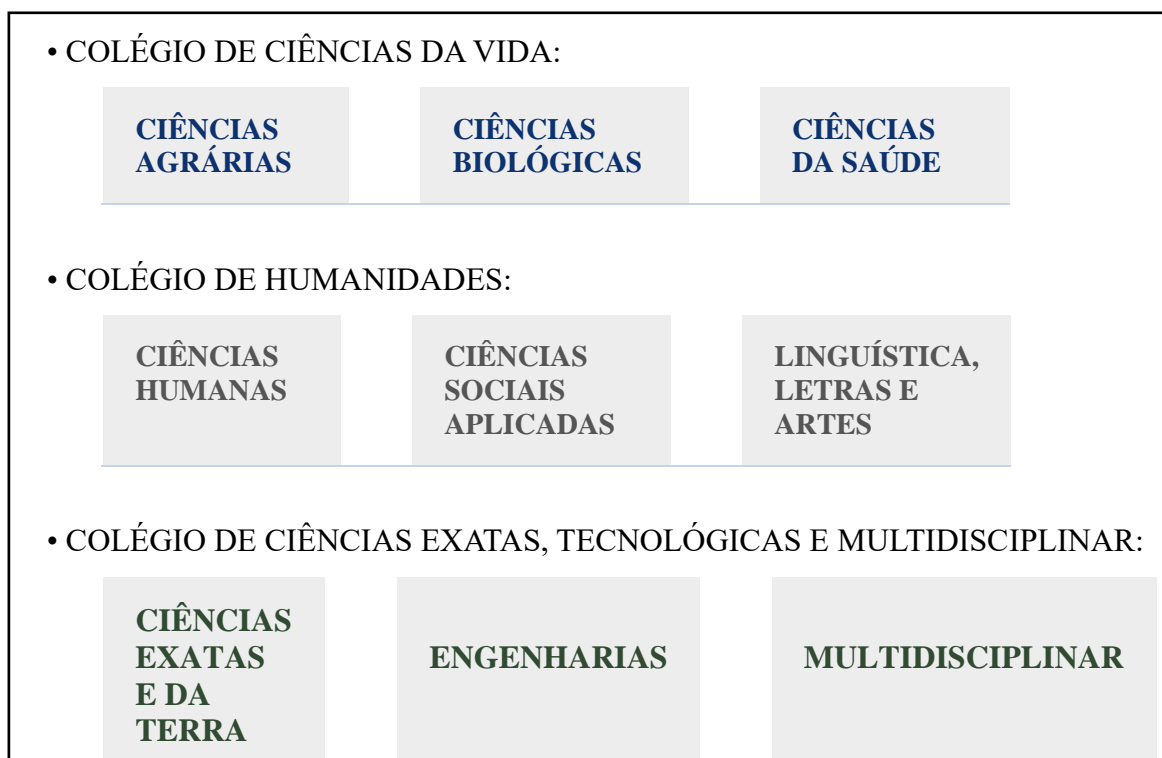 • COLÉGIO DE CIÊNCIAS DA VIDA:
CIÊNCIAS
AGRÁRIAS
CIÊNCIAS
BIOLÓGICAS
CIÊNCIAS
DA SAÚDE
• COLÉGIO DE HUMANIDADES:
CIÊNCIAS
HUMANAS
CIÊNCIAS
SOCIAIS
APLICADAS
LINGUÍSTICA,
LETRAS E
ARTES
• COLÉGIO DE CIÊNCIAS EXATAS, TECNOLÓGICAS E MULTIDISCIPLINAR:
CIÊNCIAS
EXATAS
E DA
TERRA
ENGENHARIAS
MULTIDISCIPLINAR